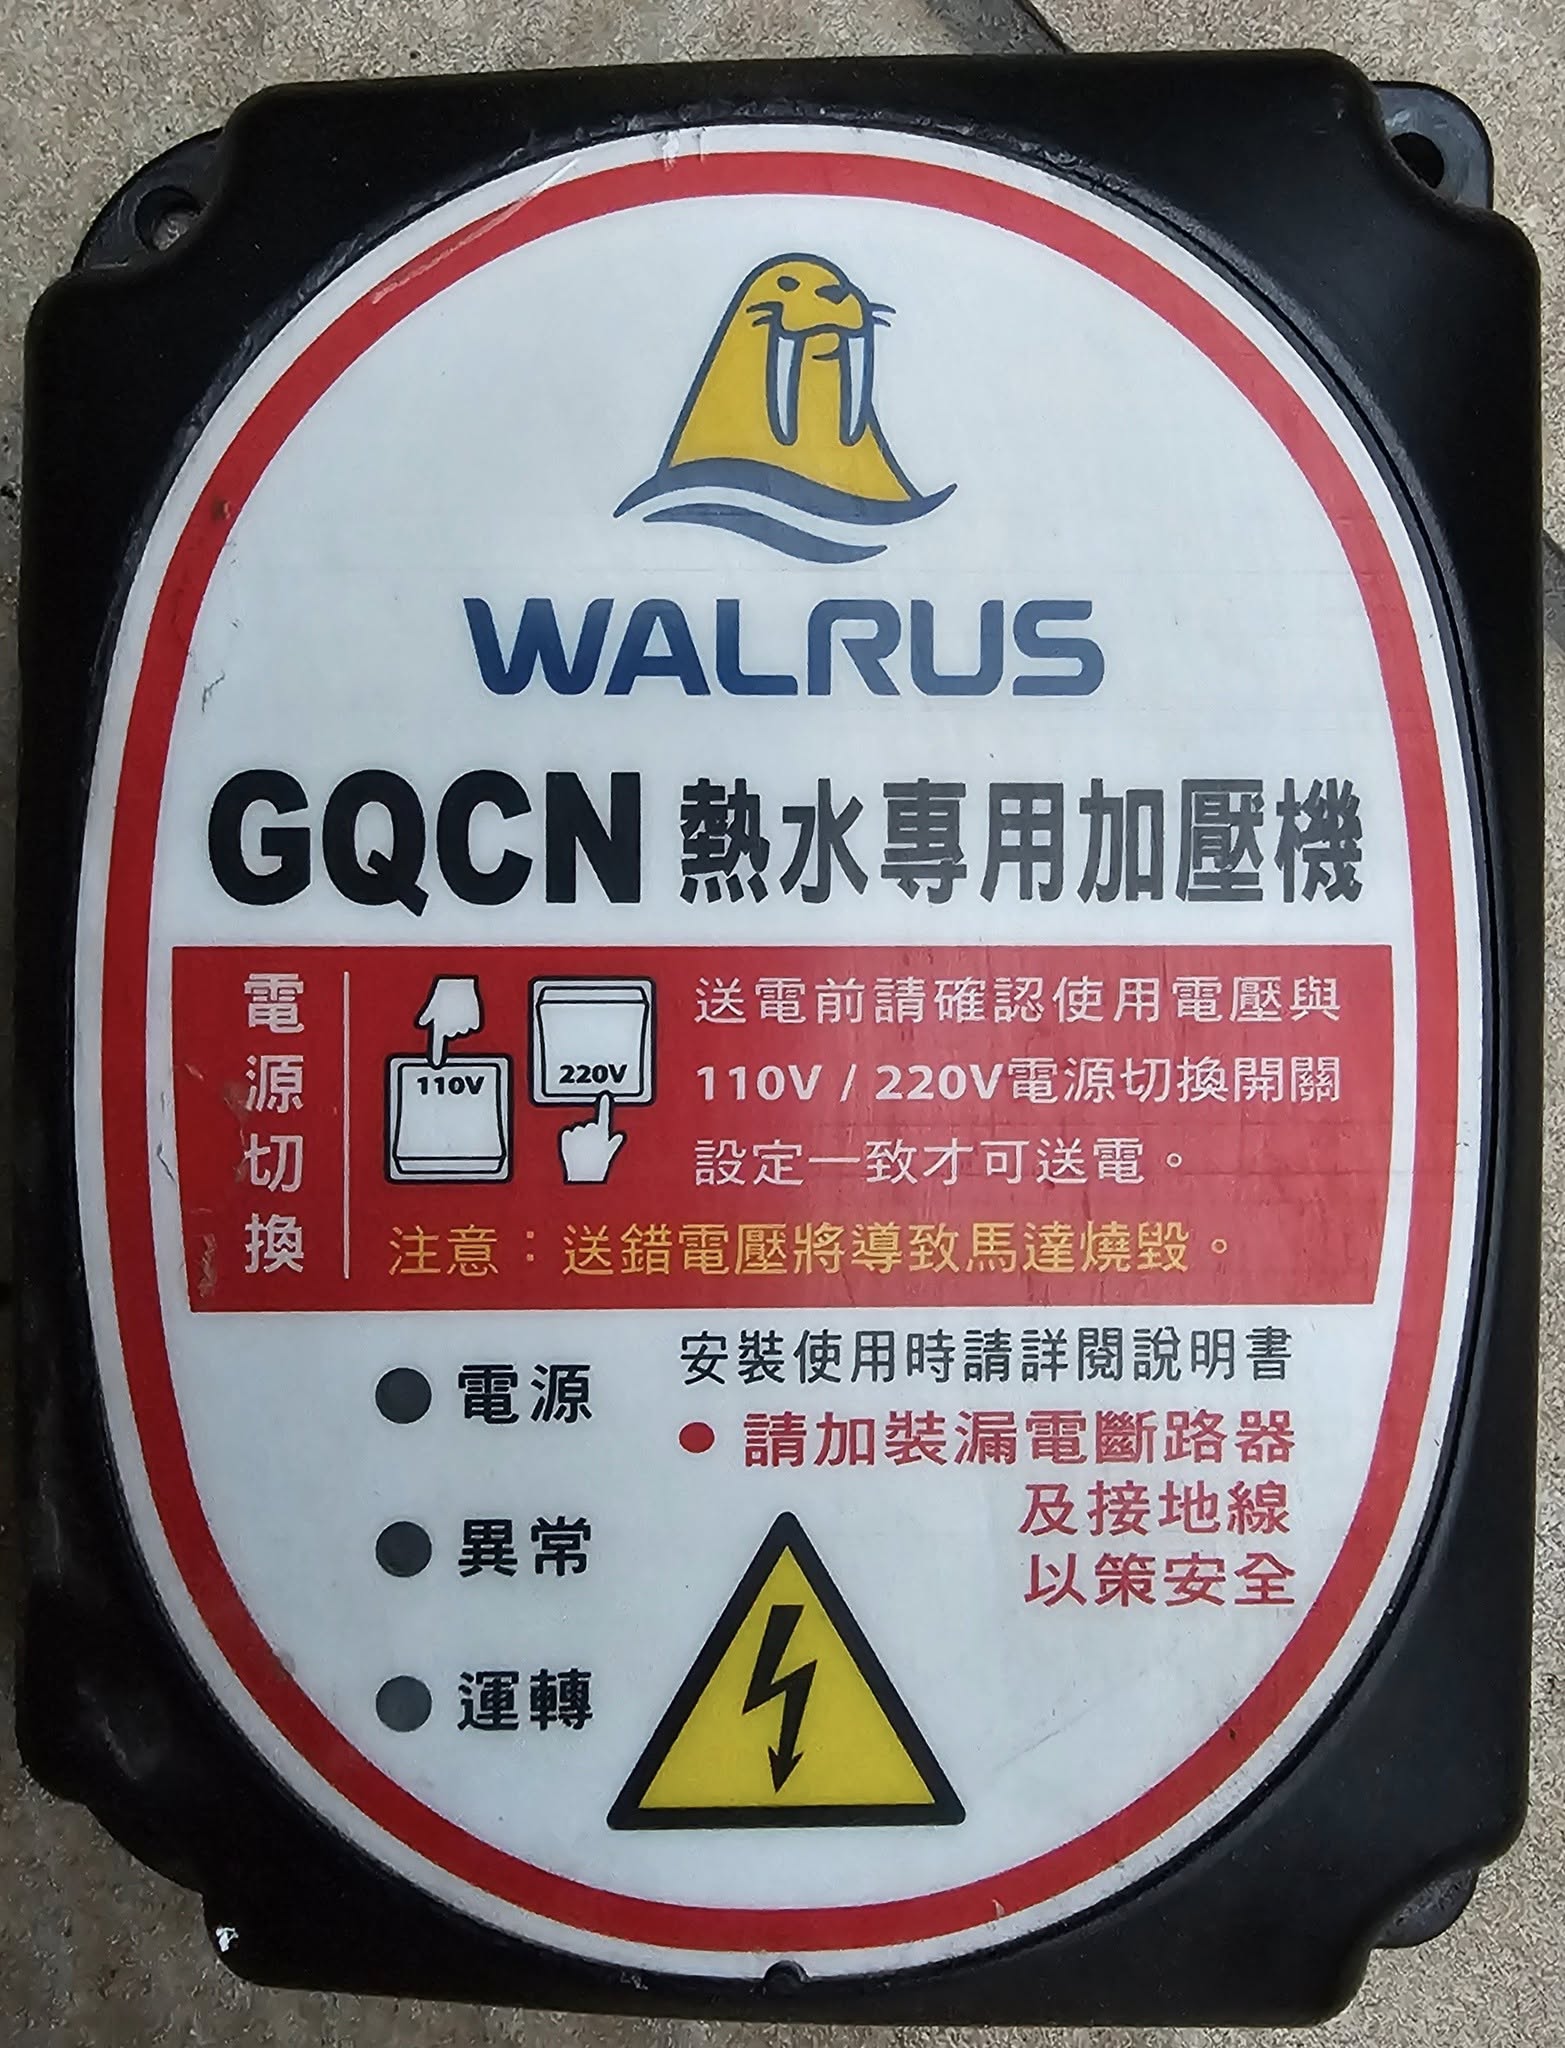 WALRUS
GQCN 熱水專用加壓機
電源切換
110V
220V
送電前請確認使用電壓與
110V / 220V電源切換開關
設定一致才可送電。
注意：送錯電壓將導致馬達燒毀。
電源
異常
運轉
安裝使用時請詳閱說明書
● 請加裝漏電斷路器
及接地線
以策安全